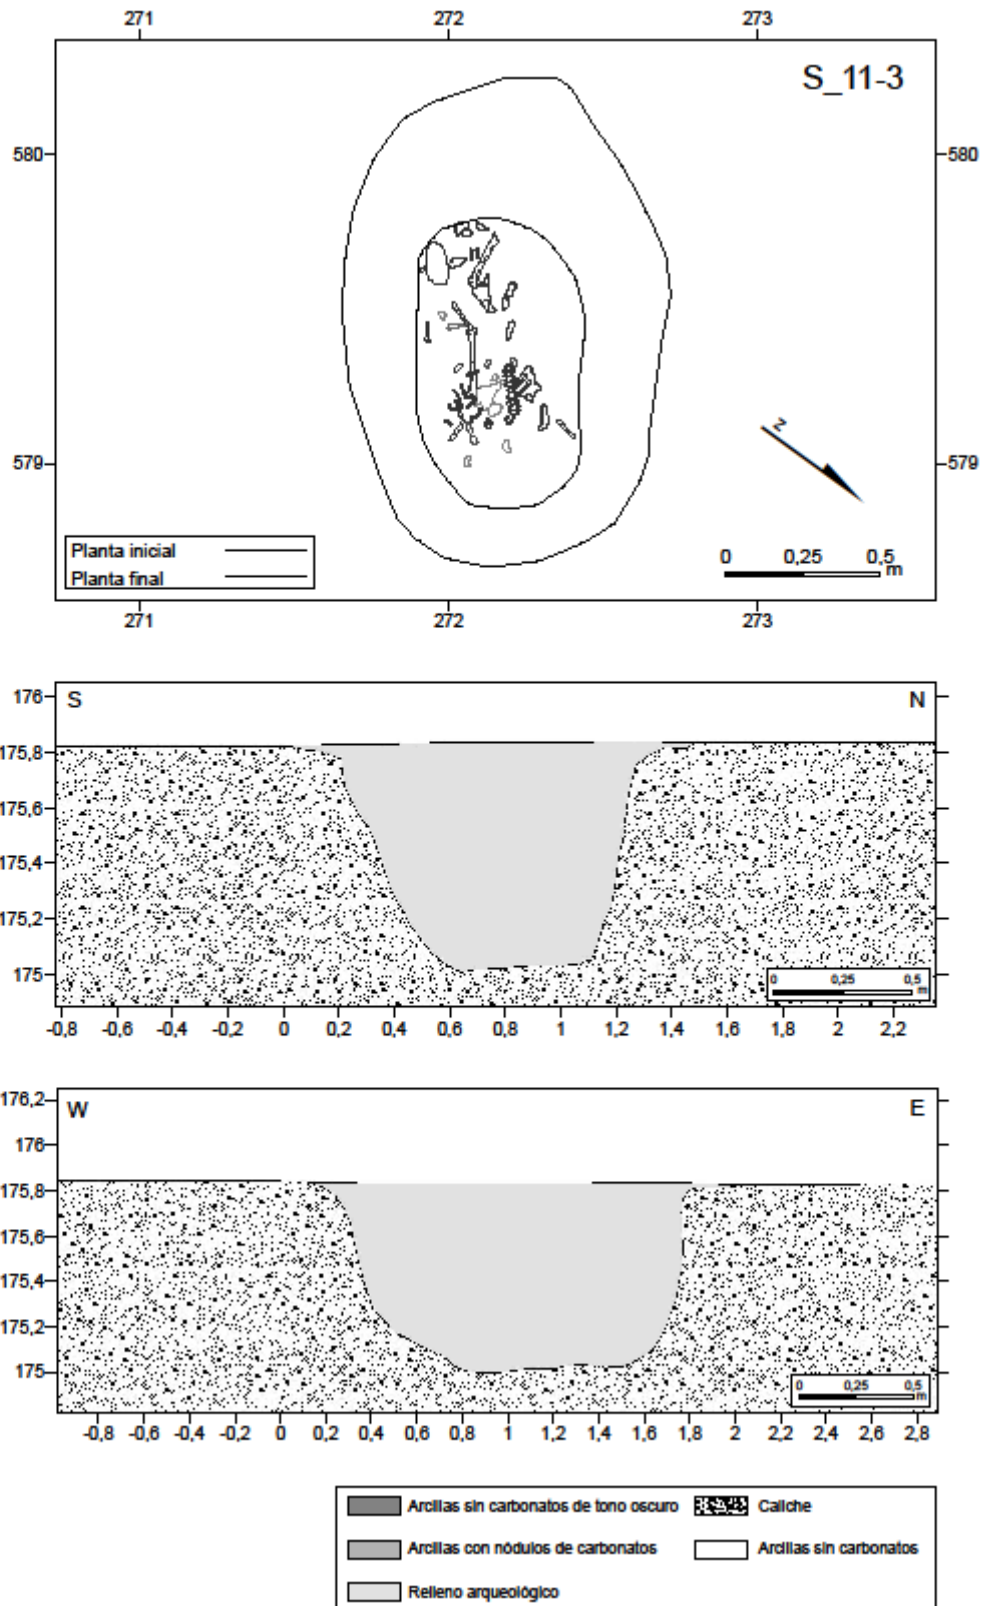 271 272 273
S_11-3
580 580
579 579
N
Planta inicial
Planta final
0 0,25 0,5
m
271 272 273
176
S N
175,8
175,6
175,4
175,2
175
0 0,25 0,5
m
-0,8 -0,6 -0,4 -0,2 0 0,2 0,4 0,6 0,8 1 1,2 1,4 1,6 1,8 2 2,2
176,2
W E
176
175,8
175,6
175,4
175,2
175
0 0,25 0,5
m
-0,8 -0,6 -0,4 -0,2 0 0,2 0,4 0,6 0,8 1 1,2 1,4 1,6 1,8 2 2,2 2,4 2,6 2,8
Arcillas sin carbonatos de tono oscuro Caliche
Arcillas con nódulos de carbonatos Arcillas sin carbonatos
Relleno arqueológico